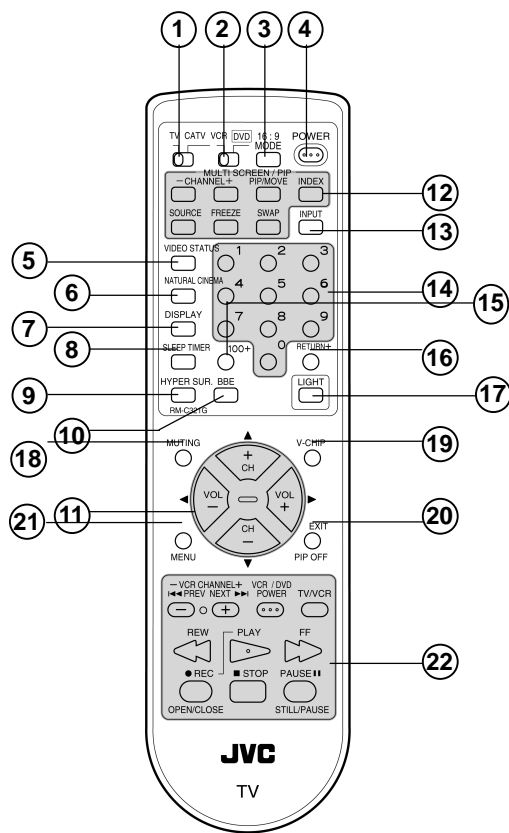 1 2 3 4
TV CATV VCR DVD 16 : 9 POWER
MODE
MULTI SCREEN / PIP
− CHANNEL + PIP/MOVE INDEX
12
SOURCE FREEZE SWAP INPUT
13
VIDEO STATUS 1 2 3
5
NATURAL CINEMA 4 5 6
6 14 15
DISPLAY 7 8 9
7
SLEEP TIMER 100+ 0 RETURN+
8 16
HYPER SUR. BBE LIGHT
9 17
RM-C321G
10
MUTING + V-CHIP
CH
18 19
VOL VOL
− +
21 11 20
CH EXIT
−
MENU PIP OFF
− VCR CHANNEL + VCR / DVD
◄◄ PREV NEXT ►► POWER TV/VCR
− +
REW PLAY FF
22
● REC ■ STOP PAUSE ▮▮
OPEN/CLOSE STILL/PAUSE
JVC
TV